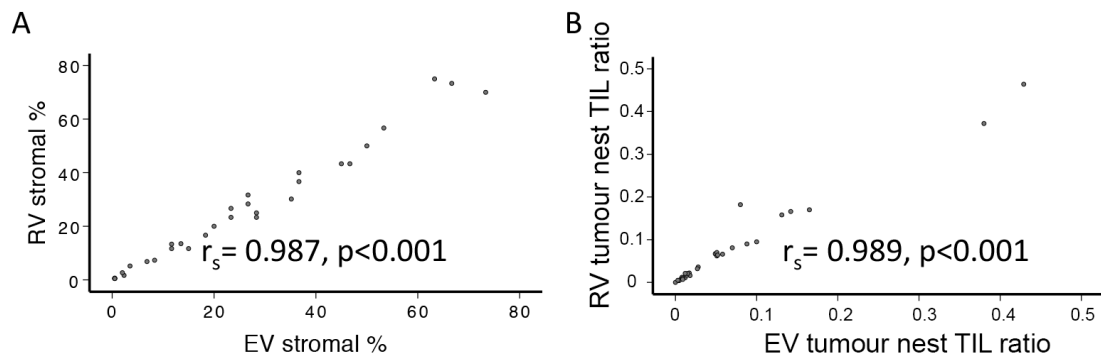 A
RV stromal %
80
60
40
20
0
rs= 0.987, p<0.001
0 20 40 60 80
EV stromal %
B
RV tumour nest TIL ratio
0.5
0.4
0.3
0.2
0.1
0
rs= 0.989, p<0.001
0 0.1 0.2 0.3 0.4 0.5
EV tumour nest TIL ratio